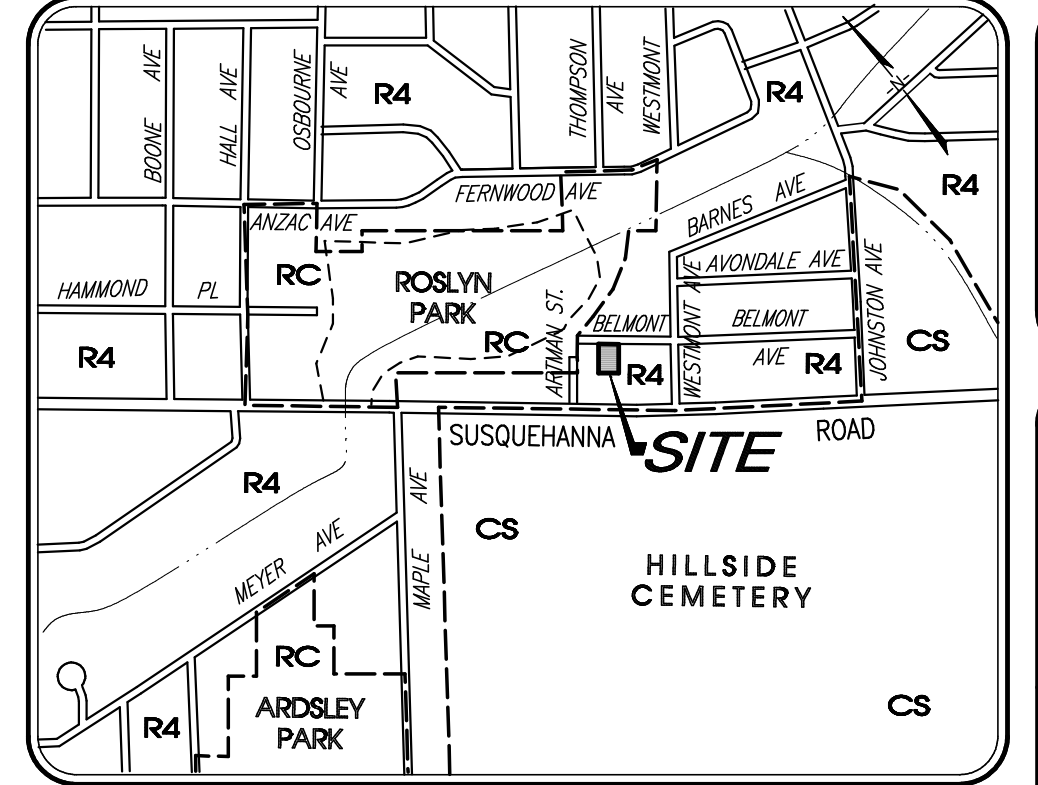 BOONE AVE
HALL AVE
OSBOURNE AVE
R4
THOMPSON AVE
WESTMONT
R4
-N-
R4
ANZAC AVE
FERNWOOD AVE
BARNES AVE
HAMMOND PL
RC
ROSLYN
PARK
RC
ARTMAN ST.
WESTMONT AVE
AVONDALE AVE
BELMONT
BELMONT
AVE
JOHNSTON AVE
R4
R4
R4
CS
SUSQUEHANNA ROAD
SITE
R4
MEYER AVE
MAPLE AVE
CS
HILLSIDE
CEMETERY
RC
ARDSLEY
PARK
R4
CS